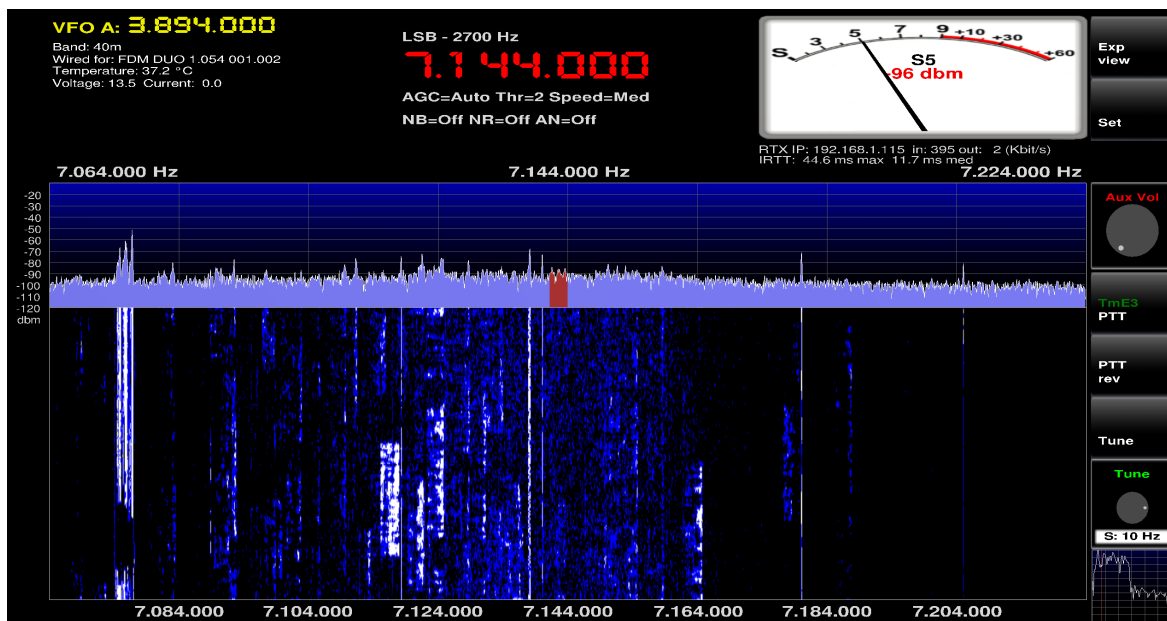 VFO A: 3.894.000
Band: 40m
Wired for: FDM DUO 1.054 001.002
Temperature: 37.2 °C
Voltage: 13.5 Current: 0.0
LSB - 2700 Hz
7.144.000
AGC=Auto Thr=2 Speed=Med
NB=Off NR=Off AN=Off
S 3 5 7 9 +10 +30 +60
S5
-96 dbm
RTX IP: 192.168.1.115 in: 395 out: 2 (Kbit/s)
IRTT: 44.6 ms max 11.7 ms med
Exp
view
Set
7.064.000 Hz 7.144.000 Hz 7.224.000 Hz
-20
-30
-40
-50
-60
-70
-80
-90
-100
-110
-120
dbm
Aux Vol
TmE3
PTT
PTT
rev
Tune
Tune
S: 10 Hz
7.084.000 7.104.000 7.124.000 7.144.000 7.164.000 7.184.000 7.204.000